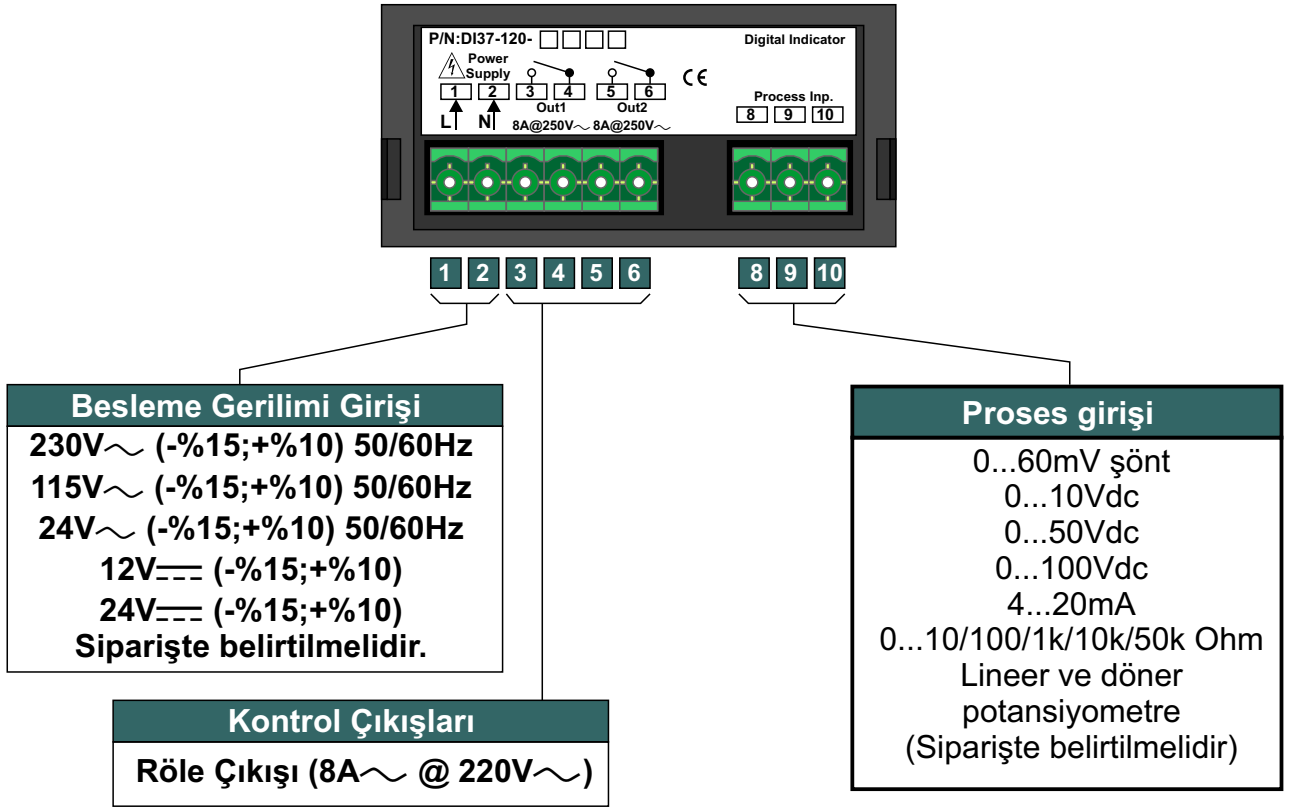 P/N:DI37-120-
Digital Indicator
Power
Supply
1 2 3 4 5 6
Out1 Out2
L N 8A@250V∼ 8A@250V∼
CE
Process Inp.
8 9 10
1 2 3 4 5 6 8 9 10
Besleme Gerilimi Girişi
230V∼ (-%15;+%10) 50/60Hz
115V∼ (-%15;+%10) 50/60Hz
24V∼ (-%15;+%10) 50/60Hz
12V⎓ (-%15;+%10)
24V⎓ (-%15;+%10)
Siparişte belirtilmelidir.
Kontrol Çıkışları
Röle Çıkışı (8A∼ @ 220V∼)
Proses girişi
0...60mV şönt
0...10Vdc
0...50Vdc
0...100Vdc
4...20mA
0...10/100/1k/10k/50k Ohm
Lineer ve döner
potansiyometre
(Siparişte belirtilmelidir)